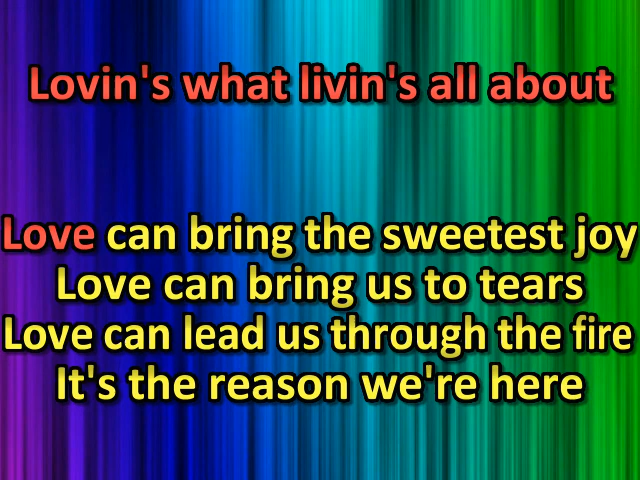 Lovin's what livin's all about
Love can bring the sweetest joy
Love can bring us to tears
Love can lead us through the fire
It's the reason we're here